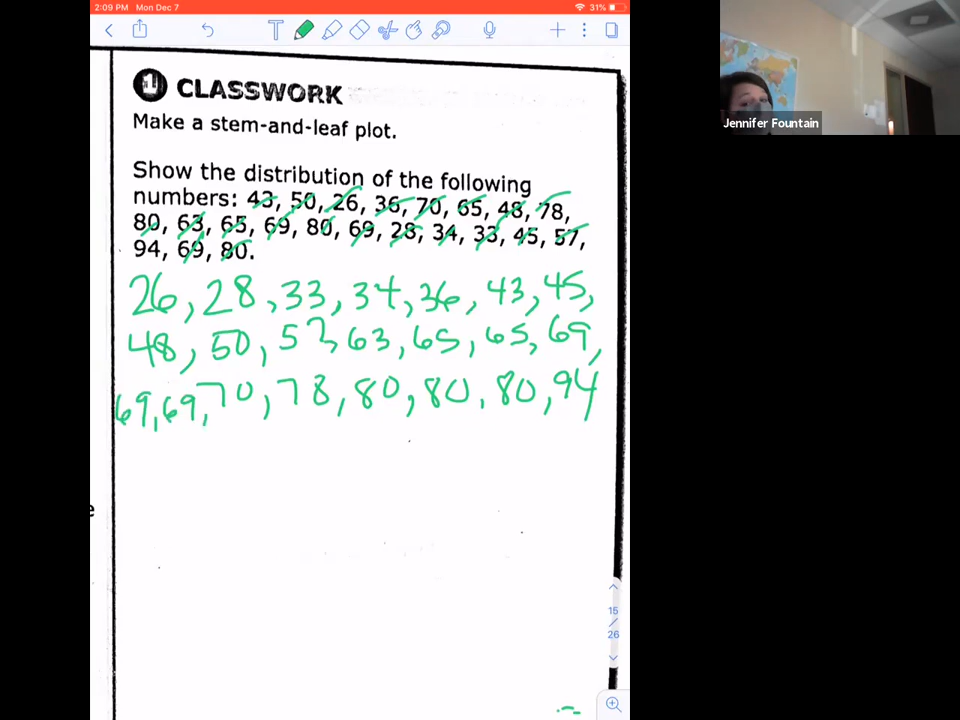 2:09 PM Mon Dec 7
31%
1 CLASSWORK
Make a stem-and-leaf plot.
Show the distribution of the following
numbers: 43, 50, 26, 36, 70, 65, 48, 78,
80, 63, 65, 69, 80, 69, 28, 34, 33, 45, 57,
94, 69, 80.
26, 28, 33, 34, 36, 43, 45,
48, 50, 57, 63, 65, 65, 69,
69, 69, 70, 78, 80, 80, 80, 94
e
15
/
26
Jennifer Fountain